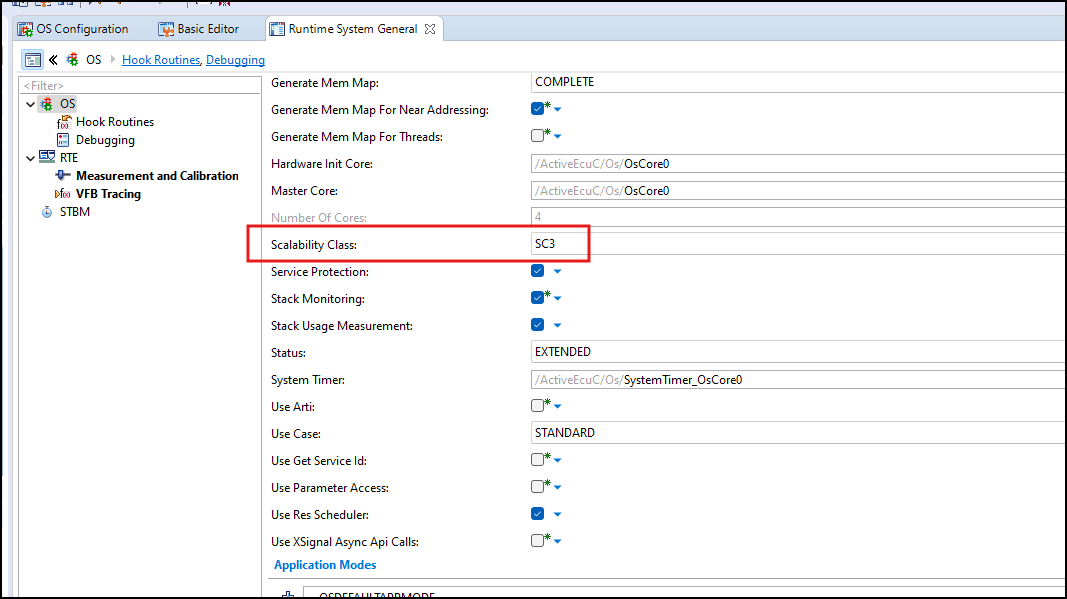 OS Configuration Basic Editor Runtime System General
« OS Hook Routines, Debugging
<Filter>
OS
Hook Routines
Debugging
RTE
Measurement and Calibration
VFB Tracing
STBM
Generate Mem Map: COMPLETE
Generate Mem Map For Near Addressing:
Generate Mem Map For Threads:
Hardware Init Core: /ActiveEcuC/Os/OsCore0
Master Core: /ActiveEcuC/Os/OsCore0
Number Of Cores: 4
Scalability Class: SC3
Service Protection:
Stack Monitoring:
Stack Usage Measurement:
Status: EXTENDED
System Timer: /ActiveEcuC/Os/SystemTimer_OsCore0
Use Arti:
Use Case: STANDARD
Use Get Service Id:
Use Parameter Access:
Use Res Scheduler:
Use XSignal Async Api Calls:
Application Modes
OSDEFAULTAPPMODE